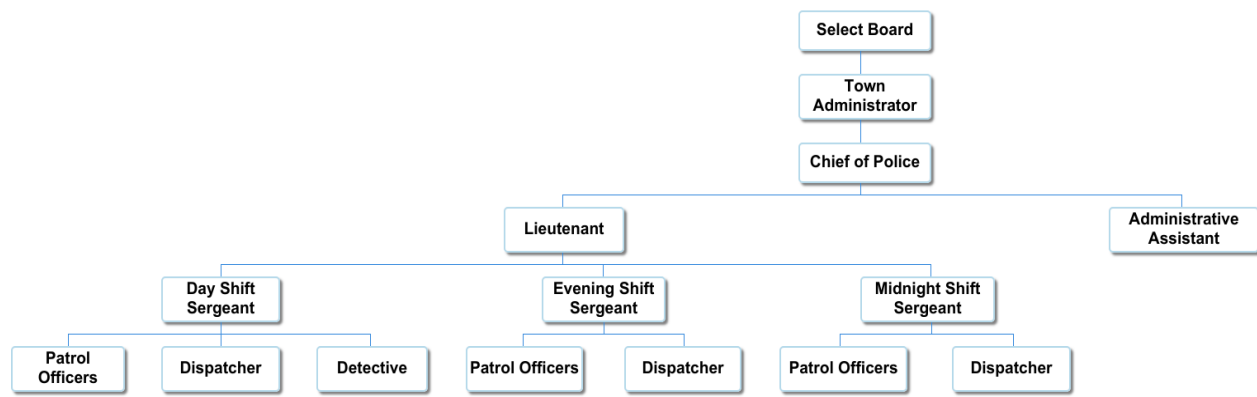 Select Board
Town
Administrator
Chief of Police
Lieutenant
Administrative
Assistant
Day Shift
Sergeant
Evening Shift
Sergeant
Midnight Shift
Sergeant
Patrol
Officers
Dispatcher
Detective
Patrol Officers
Dispatcher
Patrol Officers
Dispatcher